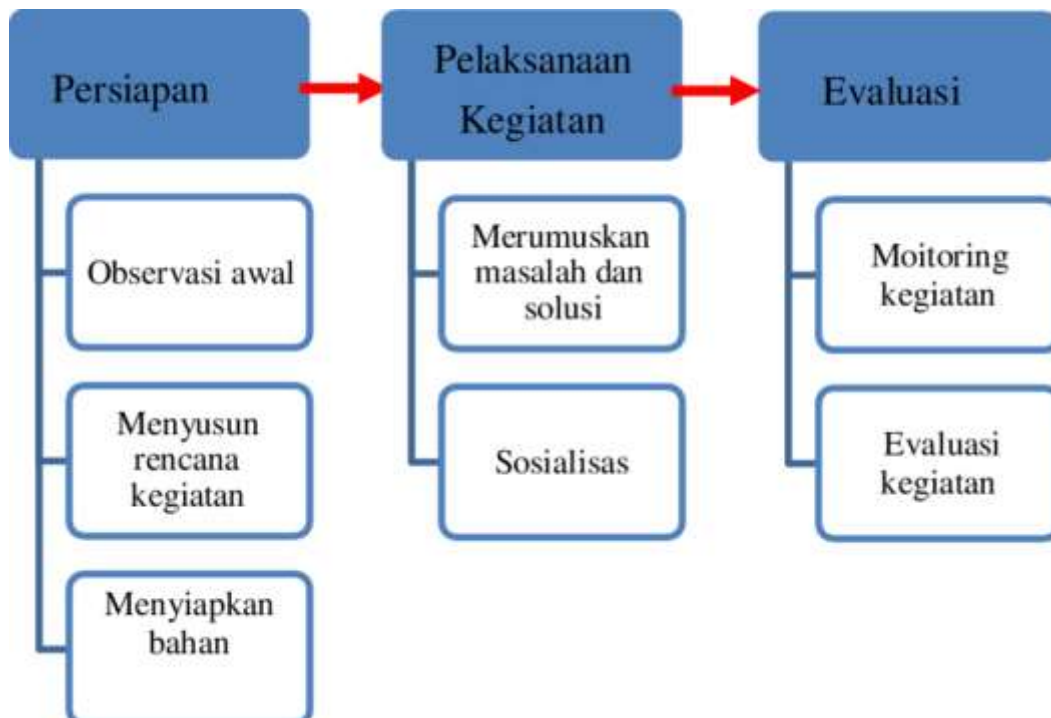 Persiapan
Observasi awal
Menyusun
rencana
kegiatan
Menyiapkan
bahan
Pelaksanaan
Kegiatan
Merumuskan
masalah dan
solusi
Sosialisas
Evaluasi
Moitoring
kegiatan
Evaluasi
kegiatan